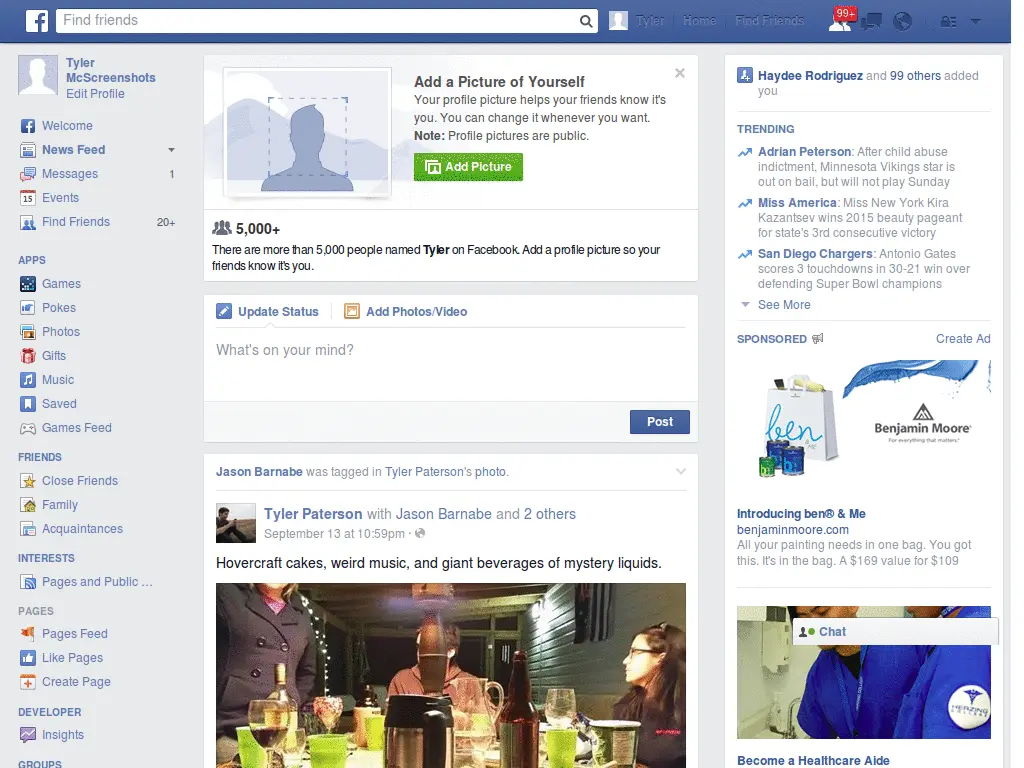 Find friends
Tyler Home Find Friends 99+
Tyler
McScreenshots
Edit Profile
Welcome
News Feed
Messages 1
15 Events
Find Friends 20+
APPS
Games
Pokes
Photos
Gifts
Music
Saved
Games Feed
FRIENDS
Close Friends
Family
Acquaintances
INTERESTS
Pages and Public ...
PAGES
Pages Feed
Like Pages
Create Page
DEVELOPER
Insights
GROUPS
Add a Picture of Yourself
Your profile picture helps your friends know it's
you. You can change it whenever you want.
Note: Profile pictures are public.
Add Picture
5,000+
There are more than 5,000 people named Tyler on Facebook. Add a profile picture so your
friends know it's you.
Update Status Add Photos/Video
What's on your mind?
Post
Jason Barnabe was tagged in Tyler Paterson's photo.
Tyler Paterson with Jason Barnabe and 2 others
September 13 at 10:59pm ·
Hovercraft cakes, weird music, and giant beverages of mystery liquids.
Haydee Rodriguez and 99 others added
you
TRENDING
Adrian Peterson: After child abuse
indictment, Minnesota Vikings star is
out on bail, but will not play Sunday
Miss America: Miss New York Kira
Kazantsev wins 2015 beauty pageant
for state's 3rd consecutive victory
San Diego Chargers: Antonio Gates
scores 3 touchdowns in 30-21 win over
defending Super Bowl champions
See More
SPONSORED Create Ad
ben
& ME
Benjamin Moore®
For everything that matters.™
Introducing ben® & Me
benjaminmoore.com
All your painting needs in one bag. You got
this. It's in the bag. A $169 value for $109
Chat
HERZING
COLLEGE
Become a Healthcare Aide